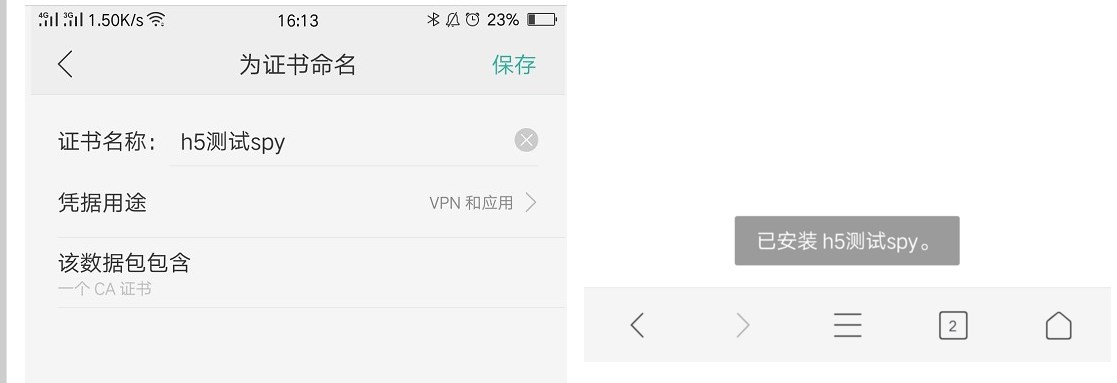 4G 3G 1.50K/s 16:13 23%
为证书命名 保存
证书名称： h5测试spy
凭据用途 VPN 和应用
该数据包包含
一个 CA 证书
已安装 h5测试spy。
2